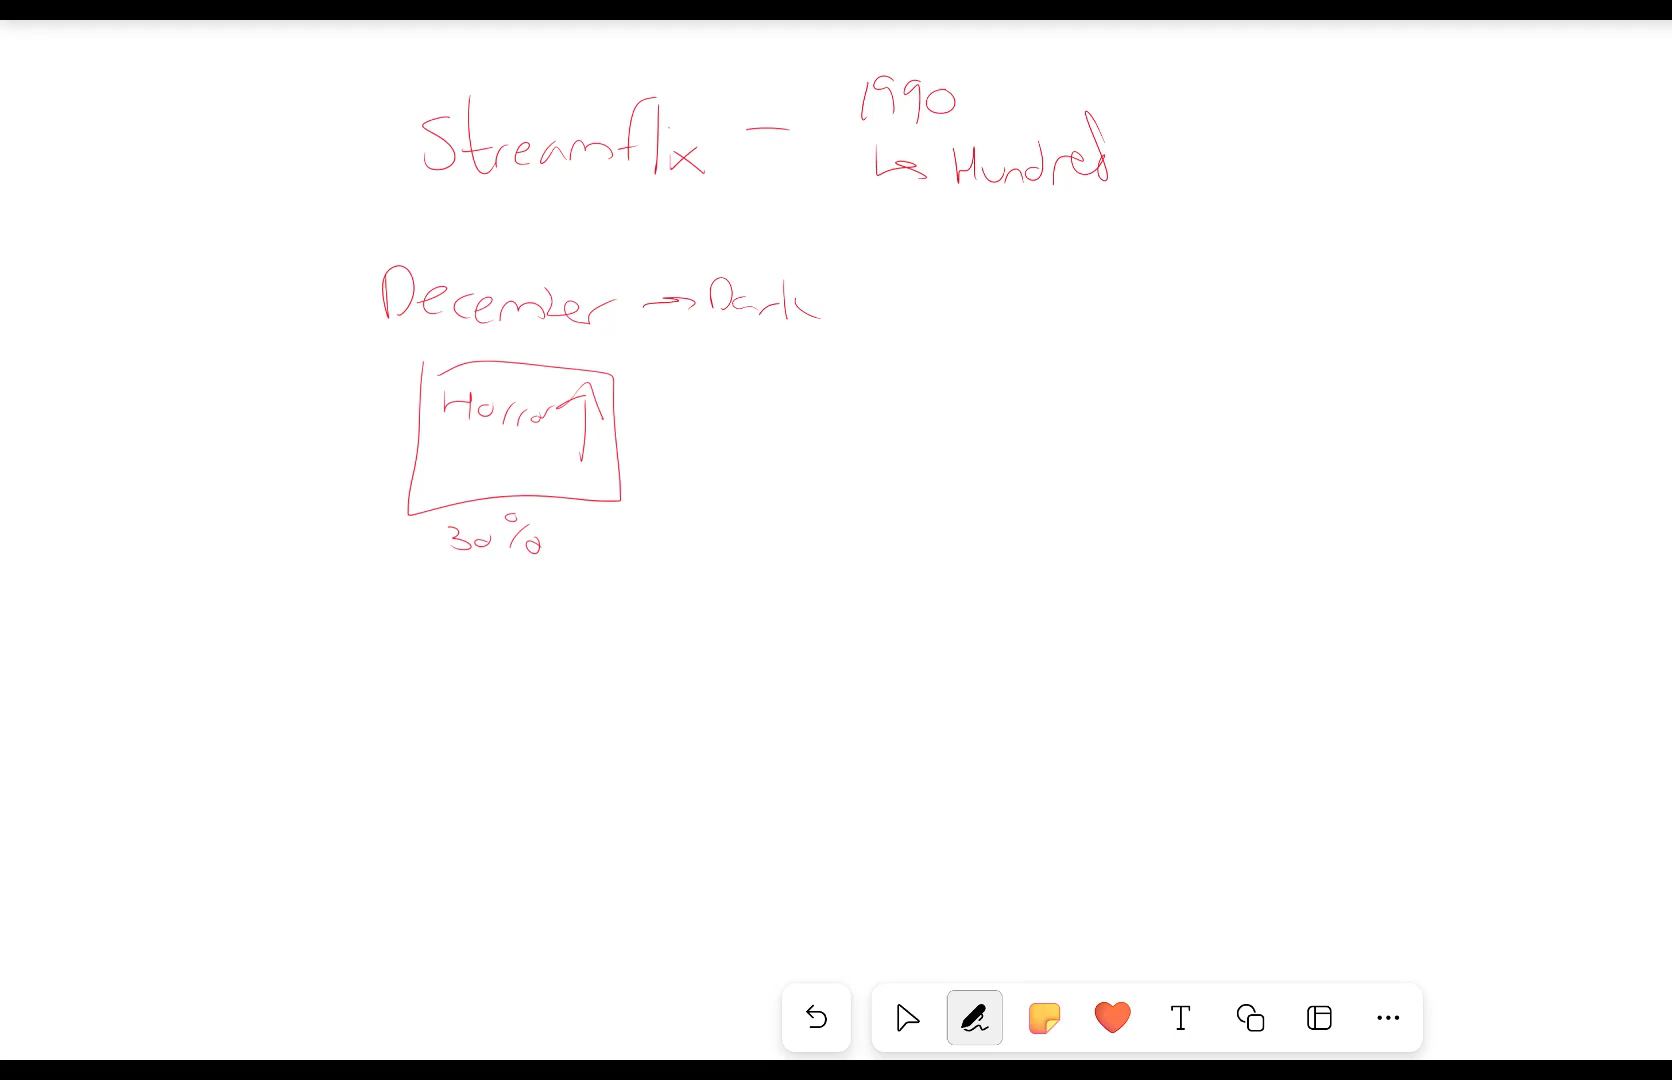 Streamflix — 1990
↳ Hundred
December → Dark
Horror ↑
30%
T